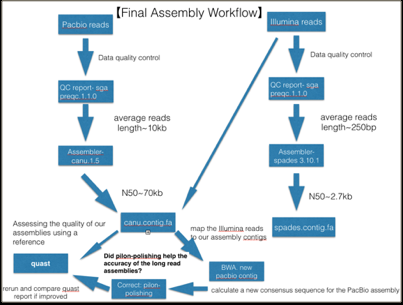 【Final Assembly Workflow】
Pacbio reads
Illumina reads
Data quality control
Data quality control
QC report- sga
preqc.1.1.0
QC report- sga
preqc.1.1.0
average reads
length~10kb
average reads
length~250bp
Assembler-
canu.1.5
Assembler-
spades 3.10.1
N50~70kb
N50~2.7kb
canu.contig.fa
spades.contig.fa
Assessing the quality of our
assemblies using a
reference
map the Illumina reads
to our assembly contigs
Did pilon-polishing help
the accuracy of the long read
assemblies?
quast
BWA: new
pacbio contig
Correct: pilon-
polishing
rerun and compare quast
report if improved
calculate a new consensus sequence for the PacBio assembly